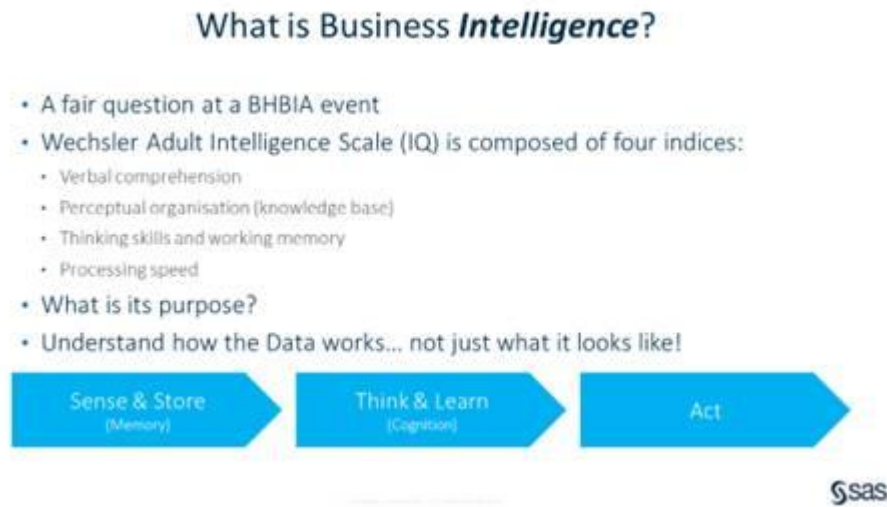 What is Business Intelligence?
• A fair question at a BHBIA event
• Wechsler Adult Intelligence Scale (IQ) is composed of four indices:
• Verbal comprehension
• Perceptual organisation (knowledge base)
• Thinking skills and working memory
• Processing speed
• What is its purpose?
• Understand how the Data works... not just what it looks like!
Sense & Store
(Memory)
Think & Learn
(Cognition)
Act
sas